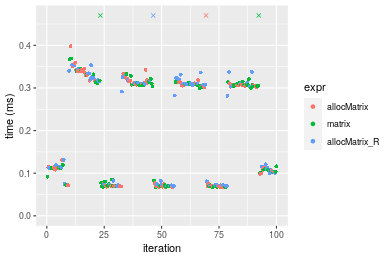 time (ms)
0.4
0.3
0.2
0.1
0.0
0
25
50
75
100
iteration
expr
allocMatrix
matrix
allocMatrix_R